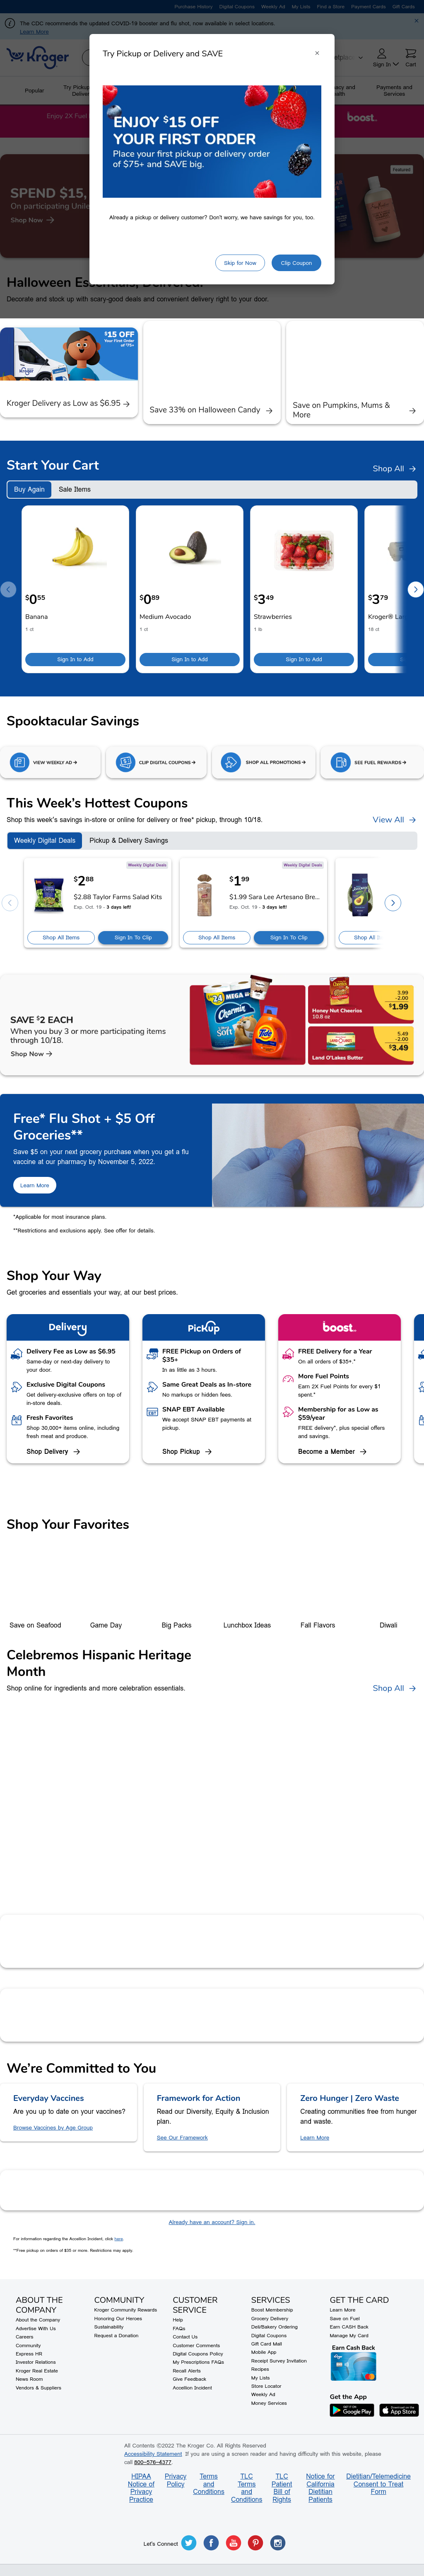 Purchase History Digital Coupons Weekly Ad My Lists Find a Store Payment Cards Gift Cards
The CDC recommends the updated COVID-19 booster and flu shot, now available in select locations.
Learn More
Kroger
Sign In
Cart
Popular
Try Pickup
Payments and
Services
Enjoy 2X Fuel
boost.
Try Pickup or Delivery and SAVE
ENJOY $15 OFF
YOUR FIRST ORDER
Place your first pickup or delivery order
of $75+ and SAVE big.
Already a pickup or delivery customer? Don't worry, we have savings for you, too.
Skip for Now
Clip Coupon
Featured
SPEND $15,
Shop Now
Halloween Essentials, Delivered.
Decorate and stock up with scary-good deals and convenient delivery right to your door.
$15 OFF
Your First Order
of $75+
Kroger Delivery as Low as $6.95
Save 33% on Halloween Candy
Save on Pumpkins, Mums &
More
Start Your Cart
Shop All
Buy Again
Sale Items
$0.55
Banana
1 ct
Sign In to Add
$0.89
Medium Avocado
1 ct
Sign In to Add
$3.49
Strawberries
1 lb
Sign In to Add
$3.79
Kroger®
18 ct
Spooktacular Savings
VIEW WEEKLY AD
CLIP DIGITAL COUPONS
SHOP ALL PROMOTIONS
SEE FUEL REWARDS
This Week's Hottest Coupons
Shop this week's savings in-store or online for delivery or free* pickup, through 10/18.
View All
Weekly Digital Deals
Pickup & Delivery Savings
Weekly Digital Deals
$2.88
$2.88 Taylor Farms Salad Kits
Exp. Oct. 19 - 3 days left!
Shop All Items
Sign In To Clip
Weekly Digital Deals
$1.99
$1.99 Sara Lee Artesano Bre...
Exp. Oct. 19 - 3 days left!
Shop All Items
Sign In To Clip
Shop All
SAVE $2 EACH
When you buy 3 or more participating items
through 10/18.
Shop Now
24 MEGA
Charmin
Soft
Tide
Honey Nut Cheerios
10.8 oz
3.99
-2.00
$1.99
Land O'Lakes Butter
5.49
-2.00
$3.49
Free* Flu Shot + $5 Off
Groceries**
Save $5 on your next grocery purchase when you get a flu
vaccine at our pharmacy by November 5, 2022.
Learn More
*Applicable for most insurance plans.
**Restrictions and exclusions apply. See offer for details.
Shop Your Way
Get groceries and essentials your way, at our best prices.
Delivery
Delivery Fee as Low as $6.95
Same-day or next-day delivery to
your door.
Exclusive Digital Coupons
Get delivery-exclusive offers on top of
in-store deals.
Fresh Favorites
Shop 30,000+ items online, including
fresh meat and produce.
Shop Delivery
PickUp
FREE Pickup on Orders of
$35+
In as little as 3 hours.
Same Great Deals as In-store
No markups or hidden fees.
SNAP EBT Available
We accept SNAP EBT payments at
pickup.
Shop Pickup
boost.
FREE Delivery for a Year
On all orders of $35+.*
More Fuel Points
Earn 2X Fuel Points for every $1
spent.*
Membership for as Low as
$59/year
FREE delivery*, plus special offers
and savings.
Become a Member
Shop Your Favorites
Save on Seafood
Game Day
Big Packs
Lunchbox Ideas
Fall Flavors
Diwali
Celebremos Hispanic Heritage
Month
Shop online for ingredients and more celebration essentials.
Shop All
We're Committed to You
Everyday Vaccines
Are you up to date on your vaccines?
Browse Vaccines by Age Group
Framework for Action
Read our Diversity, Equity & Inclusion
plan.
See Our Framework
Zero Hunger | Zero Waste
Creating communities free from hunger
and waste.
Learn More
Already have an account? Sign in.
For information regarding the Accellion Incident, click here
**Free pickup on orders of $35 or more. Restrictions may apply.
ABOUT THE
COMPANY
About the Company
Advertise With Us
Careers
Community
Express HR
Investor Relations
Kroger Real Estate
News Room
Vendors & Suppliers
COMMUNITY
Kroger Community Rewards
Honoring Our Heroes
Sustainability
Request a Donation
CUSTOMER
SERVICE
Help
FAQs
Contact Us
Customer Comments
Digital Coupons Policy
My Prescriptions FAQs
Recall Alerts
Give Feedback
Accellion Incident
SERVICES
Boost Membership
Grocery Delivery
Deli/Bakery Ordering
Digital Coupons
Gift Card Mall
Mobile App
Receipt Survey Invitation
Recipes
My Lists
Store Locator
Weekly Ad
Money Services
GET THE CARD
Learn More
Save on Fuel
Earn CASH Back
Manage My Card
Earn Cash Back
Get the App
GET IT ON
Google Play
Download on the
App Store
All Contents ©2022 The Kroger Co. All Rights Reserved
Accessibility Statement If you are using a screen reader and having difficulty with this website, please
call 800-576-4377.
HIPAA
Notice of
Privacy
Practice
Privacy
Policy
Terms
and
Conditions
TLC
Terms
and
Conditions
TLC
Patient
Bill of
Rights
Notice for
California
Dietitian
Patients
Dietitian/Telemedicine
Consent to Treat
Form
Let's Connect